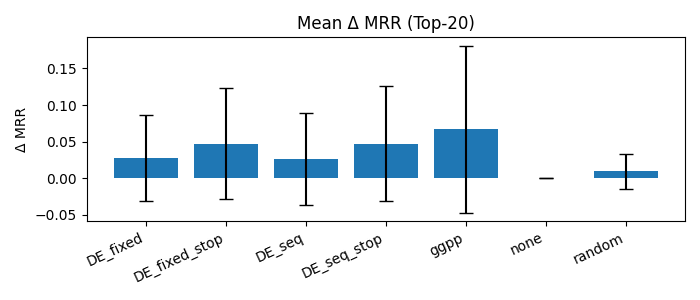 Mean Δ MRR (Top-20)
Δ MRR
0.15
0.10
0.05
0.00
−0.05
DE_fixed
DE_fixed_stop
DE_seq
DE_seq_stop
ggpp
none
random